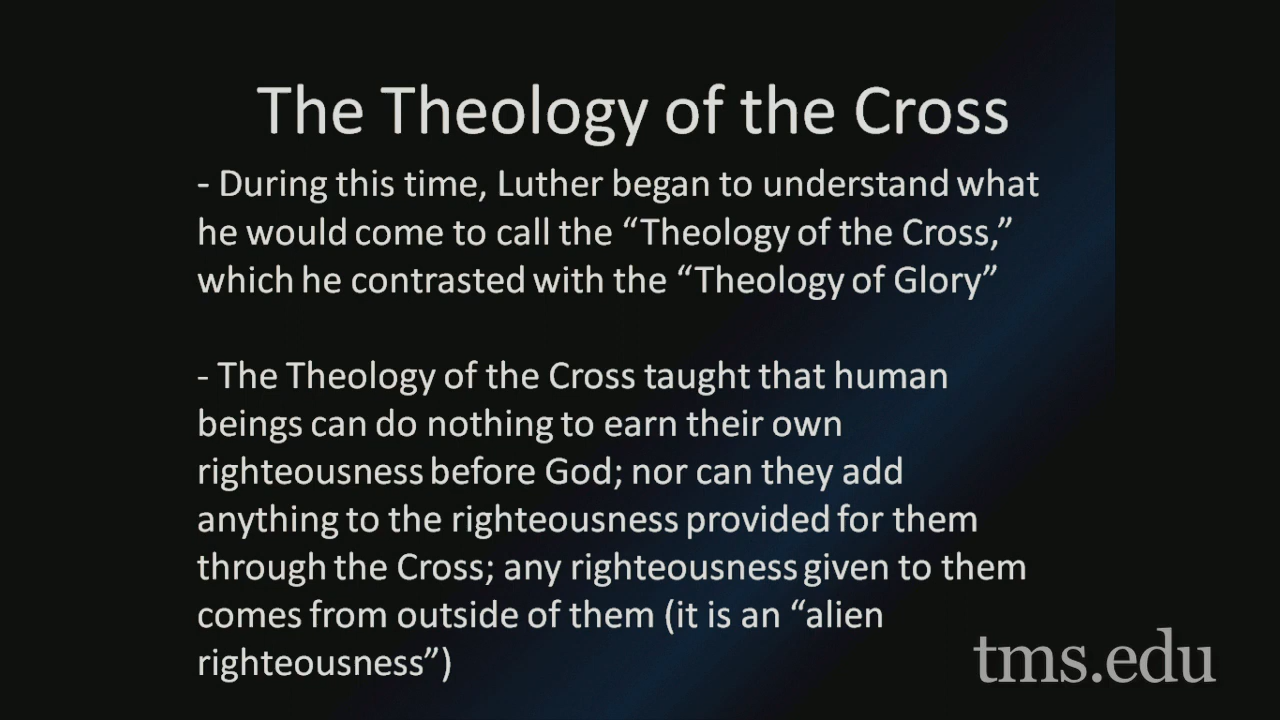 The Theology of the Cross
- During this time, Luther began to understand what
he would come to call the “Theology of the Cross,”
which he contrasted with the “Theology of Glory”
- The Theology of the Cross taught that human
beings can do nothing to earn their own
righteousness before God; nor can they add
anything to the righteousness provided for them
through the Cross; any righteousness given to them
comes from outside of them (it is an “alien
righteousness”)
tms.edu